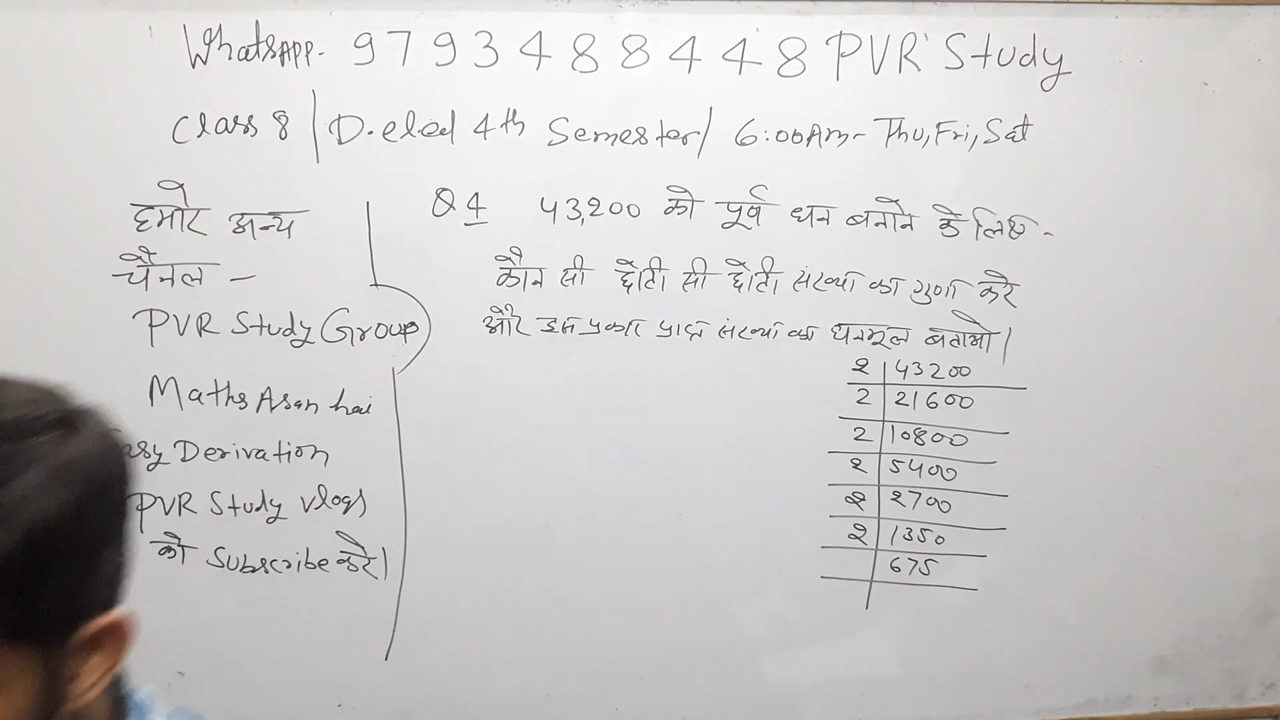 WhatsAPP- 9793488448 PVR Study
Class 8 | D.eled 4th Semester | 6:00Am- Thu, Fri, Sat
हमारे अन्य
चैनल -
PVR Study Group
Maths Asan hai
asy Derivation
PVR Study vlogs
को Subscribe करे।
Q 4 43,200 को पूर्व घन बनाने के लिए -
कौन सी छोटी सी छोटी संख्या का गुणा करे
और इस प्रकार प्राप्त संख्या का घनमूल बताओ।
2 | 43200
2 | 21600
2 | 10800
2 | 5400
2 | 2700
2 | 1350
675